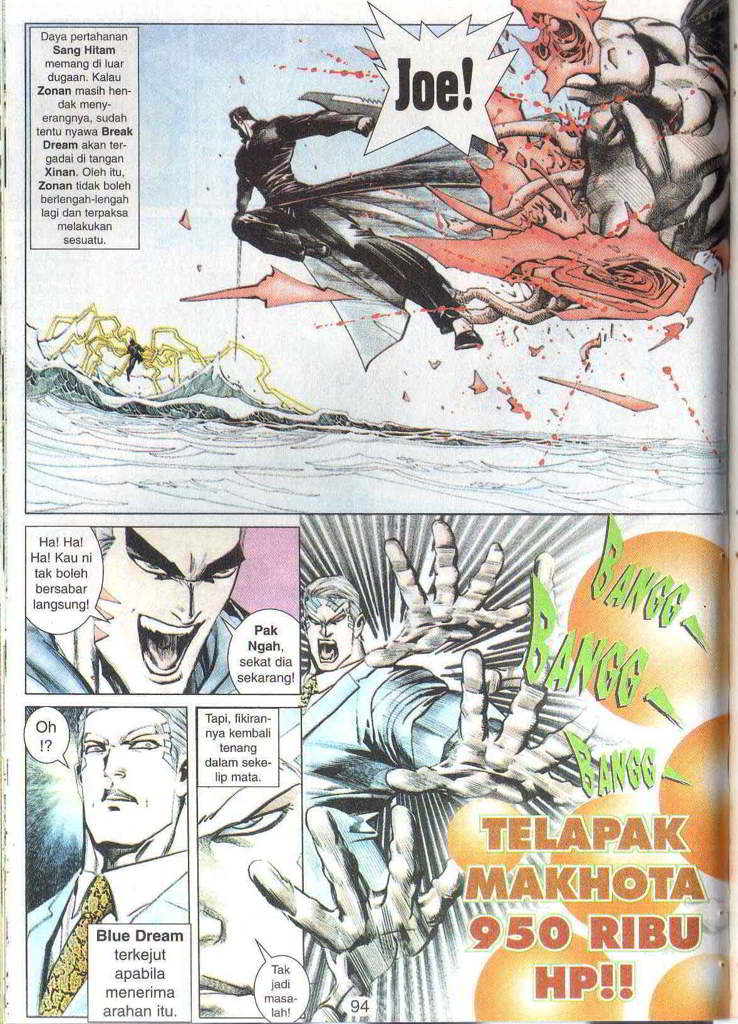 Daya pertahanan
Sang Hitam
memang di luar
dugaan. Kalau
Zonan masih hen-
dak meny-
erangnya, sudah
tentu nyawa Break
Dream akan ter-
gadai di tangan
Xinan. Oleh itu,
Zonan tidak boleh
berlengah-lengah
lagi dan terpaksa
melakukan
sesuatu.
Joe!
Ha! Ha!
Ha! Kau ni
tak boleh
bersabar
langsung!
Pak
Ngah,
sekat dia
sekarang!
BANGG
BANGG
BANGG
Oh
!?
Blue Dream
terkejut
apabila
menerima
arahan itu.
Tapi, fikiran-
nya kembali
tenang
dalam seke-
lip mata.
Tak
jadi
masa-
lah!
TELAPAK
MAKHOTA
950 RIBU
HP!!
94